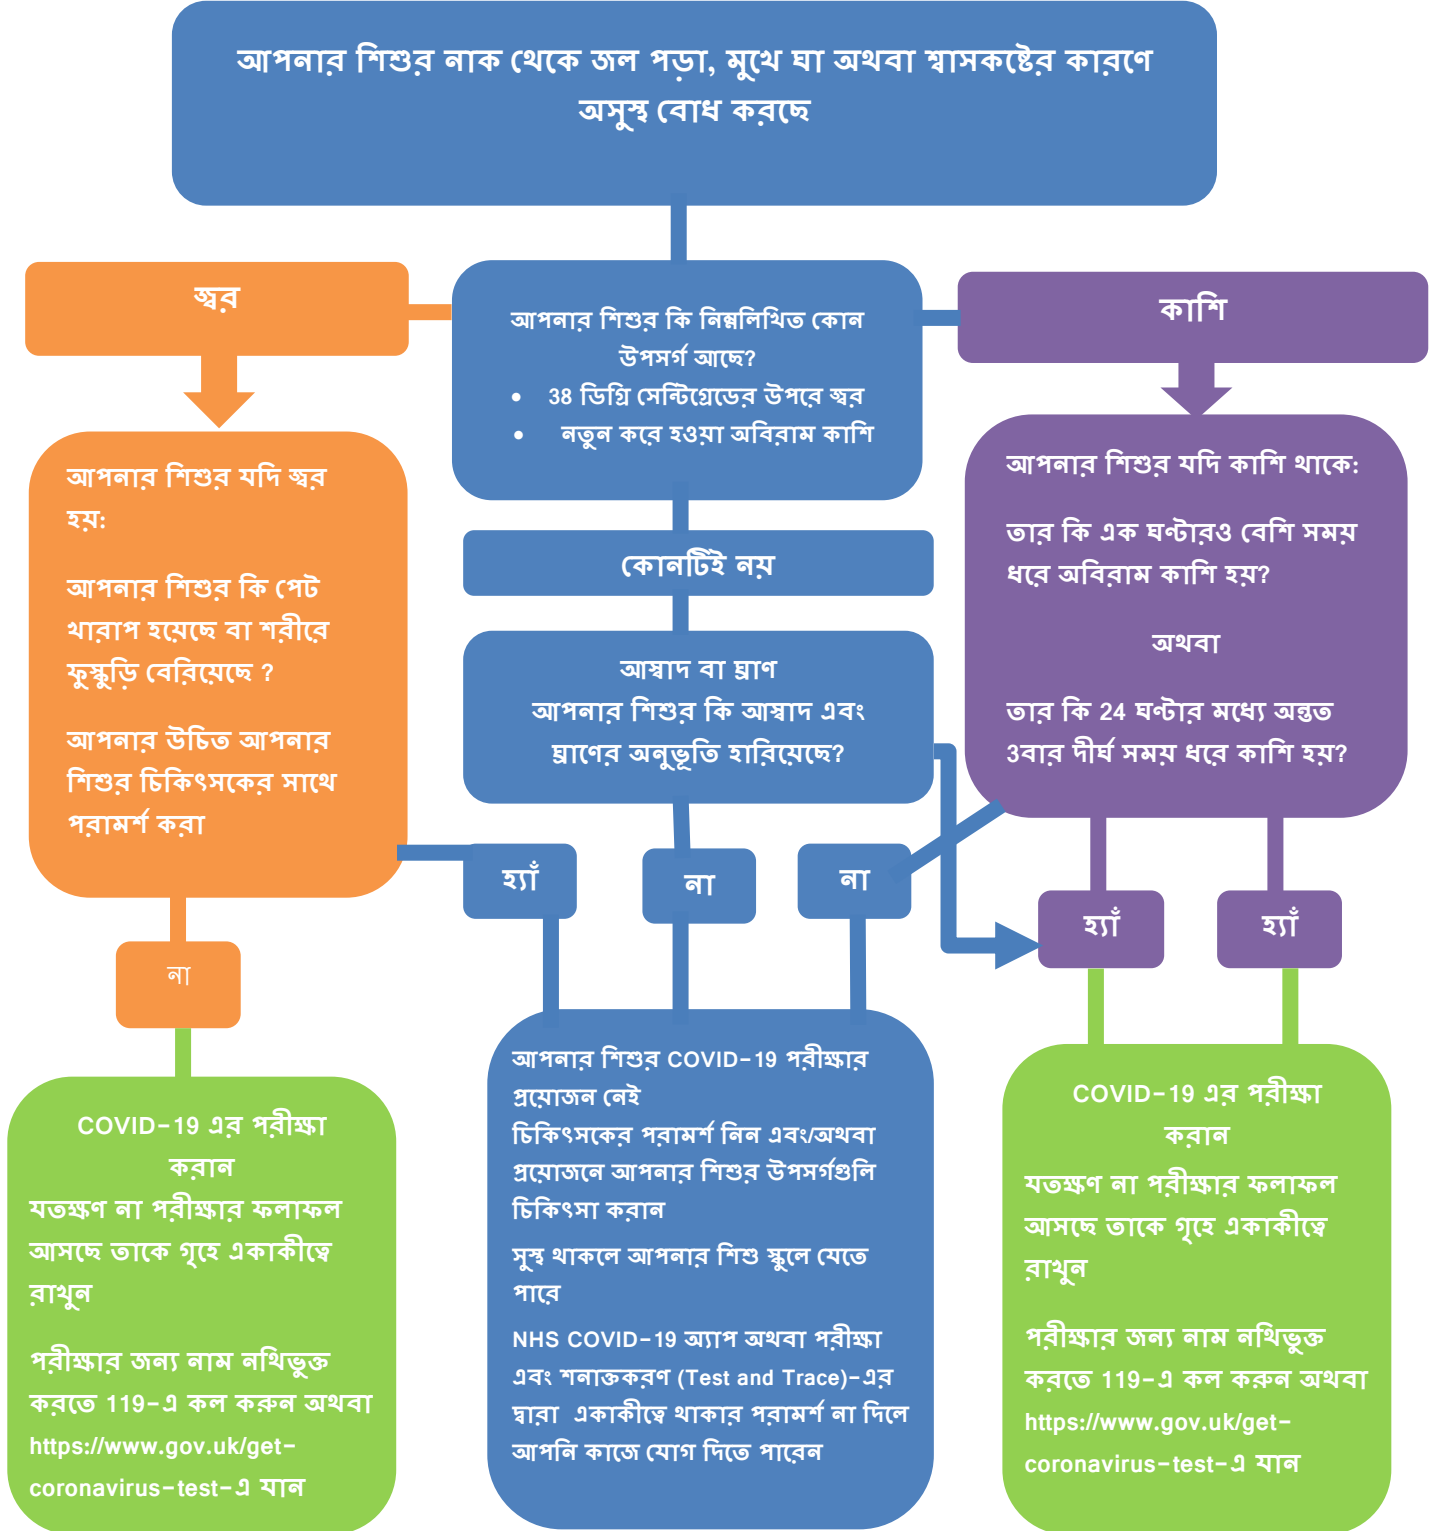 আপনার শিশুর নাক থেকে জল পড়া, মুখে ঘা অথবা শ্বাসকষ্টের কারণে
অসুস্থ বোধ করছে
জ্বর
আপনার শিশুর কি নিম্নলিখিত কোন
উপসর্গ আছে?
• 38 ডিগ্রি সেন্টিগ্রেডের উপরে জ্বর
• নতুন করে হওয়া অবিরাম কাশি
কাশি
আপনার শিশুর যদি জ্বর
হয়:
আপনার শিশুর কি পেট
খারাপ হয়েছে বা শরীরে
ফুস্কুড়ি বেরিয়েছে ?
আপনার উচিত আপনার
শিশুর চিকিৎসকের সাথে
পরামর্শ করা
কোনটিই নয়
আস্বাদ বা ঘ্রাণ
আপনার শিশুর কি আস্বাদ এবং
ঘ্রাণের অনুভূতি হারিয়েছে?
আপনার শিশুর যদি কাশি থাকে:
তার কি এক ঘণ্টারও বেশি সময়
ধরে অবিরাম কাশি হয়?
অথবা
তার কি 24 ঘণ্টার মধ্যে অন্তত
3বার দীর্ঘ সময় ধরে কাশি হয়?
হ্যাঁ
না
না
হ্যাঁ
হ্যাঁ
না
COVID-19 এর পরীক্ষা
করান
যতক্ষণ না পরীক্ষার ফলাফল
আসছে তাকে গৃহে একাকীত্বে
রাখুন
পরীক্ষার জন্য নাম নথিভুক্ত
করতে 119-এ কল করুন অথবা
https://www.gov.uk/get-
coronavirus-test-এ যান
আপনার শিশুর COVID-19 পরীক্ষার
প্রয়োজন নেই
চিকিৎসকের পরামর্শ নিন এবং/অথবা
প্রয়োজনে আপনার শিশুর উপসর্গগুলি
চিকিৎসা করান
সুস্থ থাকলে আপনার শিশু স্কুলে যেতে
পারে
NHS COVID-19 অ্যাপ অথবা পরীক্ষা
এবং শনাক্তকরণ (Test and Trace)-এর
দ্বারা একাকীত্বে থাকার পরামর্শ না দিলে
আপনি কাজে যোগ দিতে পারেন
COVID-19 এর পরীক্ষা
করান
যতক্ষণ না পরীক্ষার ফলাফল
আসছে তাকে গৃহে একাকীত্বে
রাখুন
পরীক্ষার জন্য নাম নথিভুক্ত
করতে 119-এ কল করুন অথবা
https://www.gov.uk/get-
coronavirus-test-এ যান